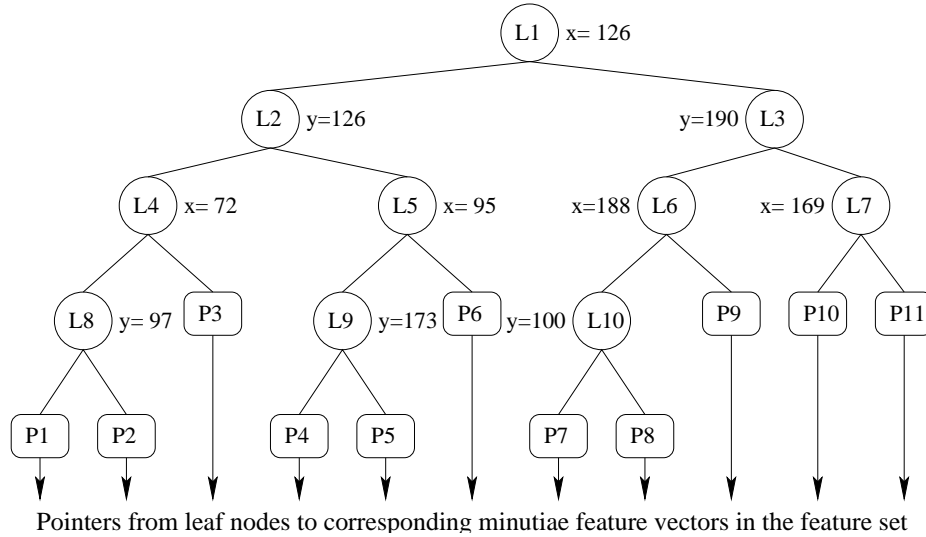 L1 x= 126
L2 y=126 y=190 L3
L4 x= 72 L5 x= 95 x=188 L6 x= 169 L7
L8 y= 97 P3 L9 y=173 P6 y=100 L10 P9 P10 P11
P1 P2 P4 P5 P7 P8
Pointers from leaf nodes to corresponding minutiae feature vectors in the feature set